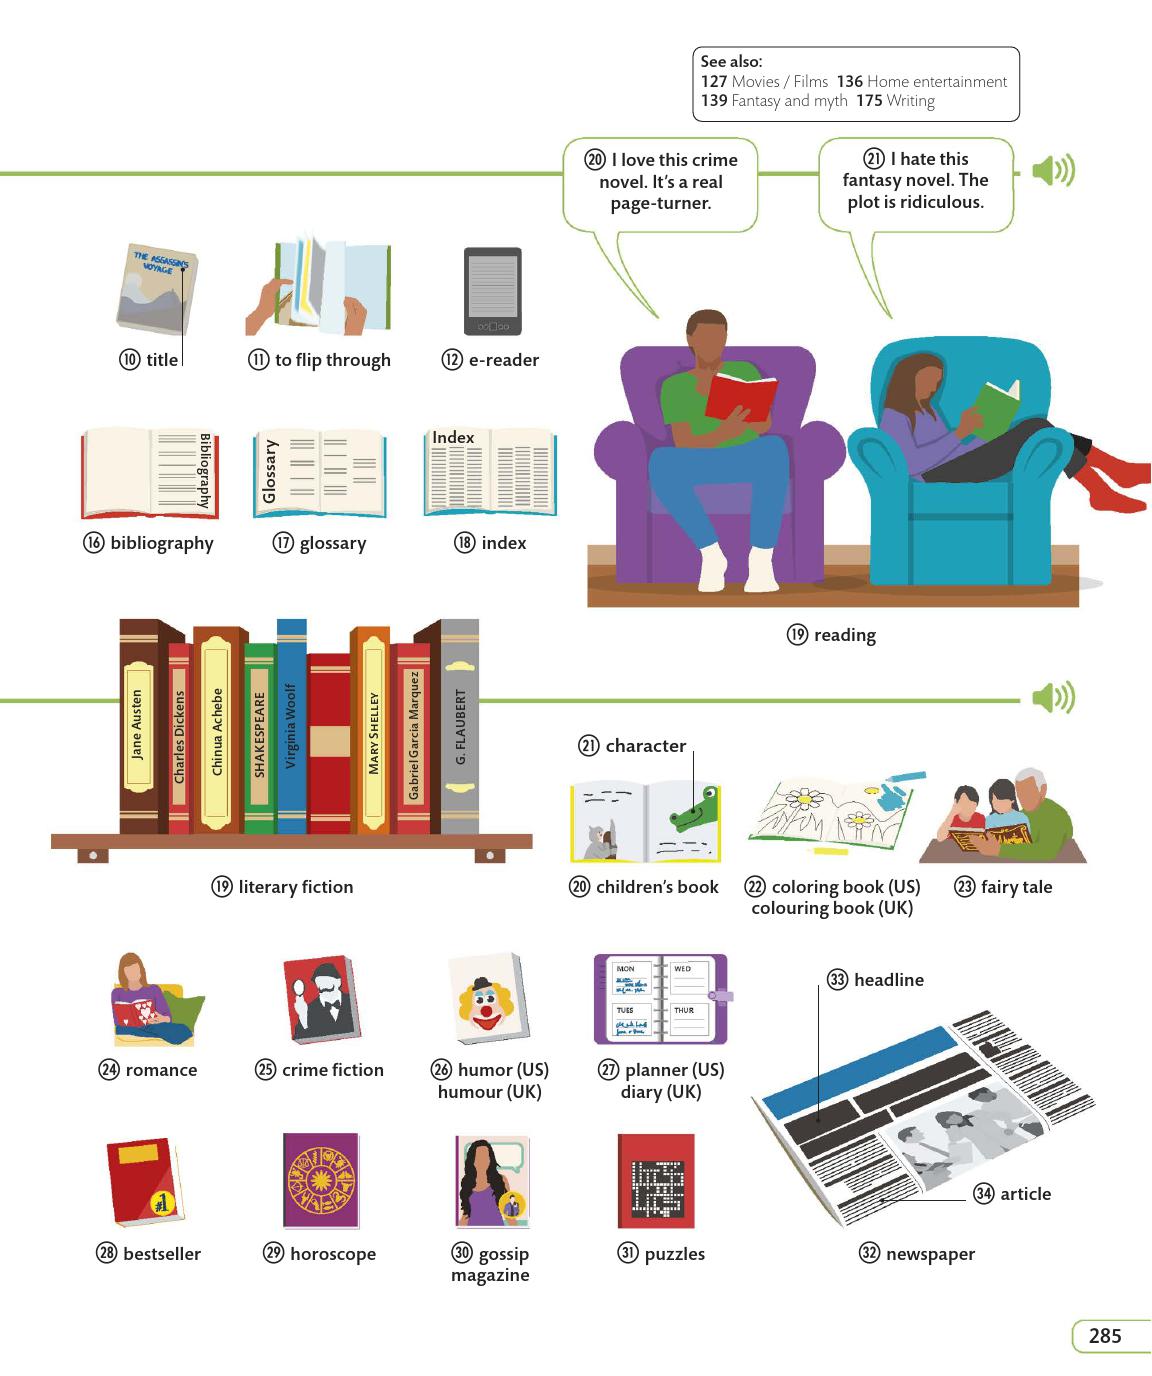 See also:
127 Movies / Films 136 Home entertainment
139 Fantasy and myth 175 Writing
20 I love this crime
novel. It's a real
page-turner.
21 I hate this
fantasy novel. The
plot is ridiculous.
THE ASSASSIN'S
VOYAGE
10 title
11 to flip through
12 e-reader
Bibliography
Glossary
Index
16 bibliography
17 glossary
18 index
19 reading
Jane Austen
Charles Dickens
Chinua Achebe
SHAKESPEARE
Virginia Woolf
MARY SHELLEY
Gabriel Garcia Marquez
G. FLAUBERT
19 literary fiction
21 character
20 children's book
22 coloring book (US)
colouring book (UK)
23 fairy tale
24 romance
25 crime fiction
26 humor (US)
humour (UK)
MON
WED
TUES
THUR
27 planner (US)
diary (UK)
33 headline
34 article
#1
28 bestseller
29 horoscope
30 gossip
magazine
31 puzzles
32 newspaper
285